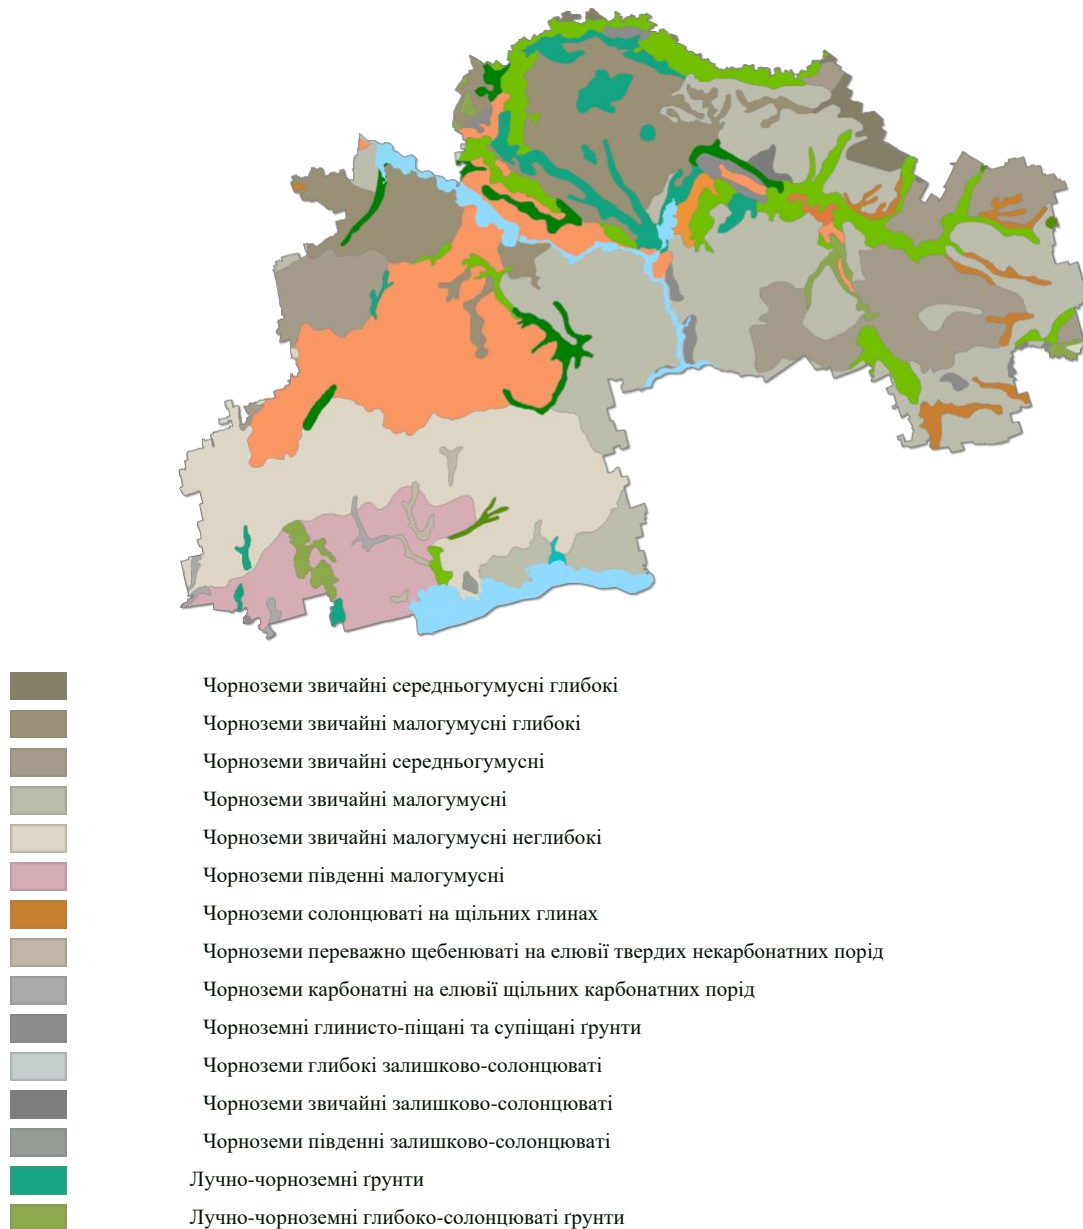 Чорноземи звичайні середньогумусні глибокі
Чорноземи звичайні малогумусні глибокі
Чорноземи звичайні середньогумусні
Чорноземи звичайні малогумусні
Чорноземи звичайні малогумусні неглибокі
Чорноземи південні малогумусні
Чорноземи солонцюваті на щільних глинах
Чорноземи переважно щебенюваті на елювії твердих некарбонатних порід
Чорноземи карбонатні на елювії щільних карбонатних порід
Чорноземні глинисто-піщані та супіщані ґрунти
Чорноземи глибокі залишково-солонцюваті
Чорноземи звичайні залишково-солонцюваті
Чорноземи південні залишково-солонцюваті
Лучно-чорноземні ґрунти
Лучно-чорноземні глибоко-солонцюваті ґрунти